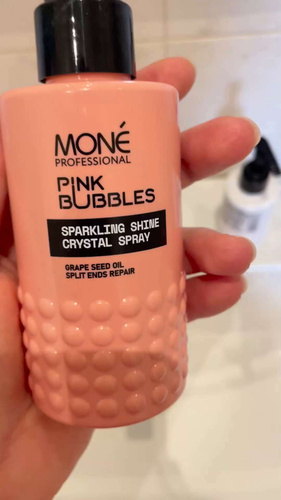 MONÉ
PROFESSIONAL
PINK
BUBBLES
SPARKLING SHINE
CRYSTAL SPRAY
GRAPE SEED OIL
SPLIT ENDS REPAIR